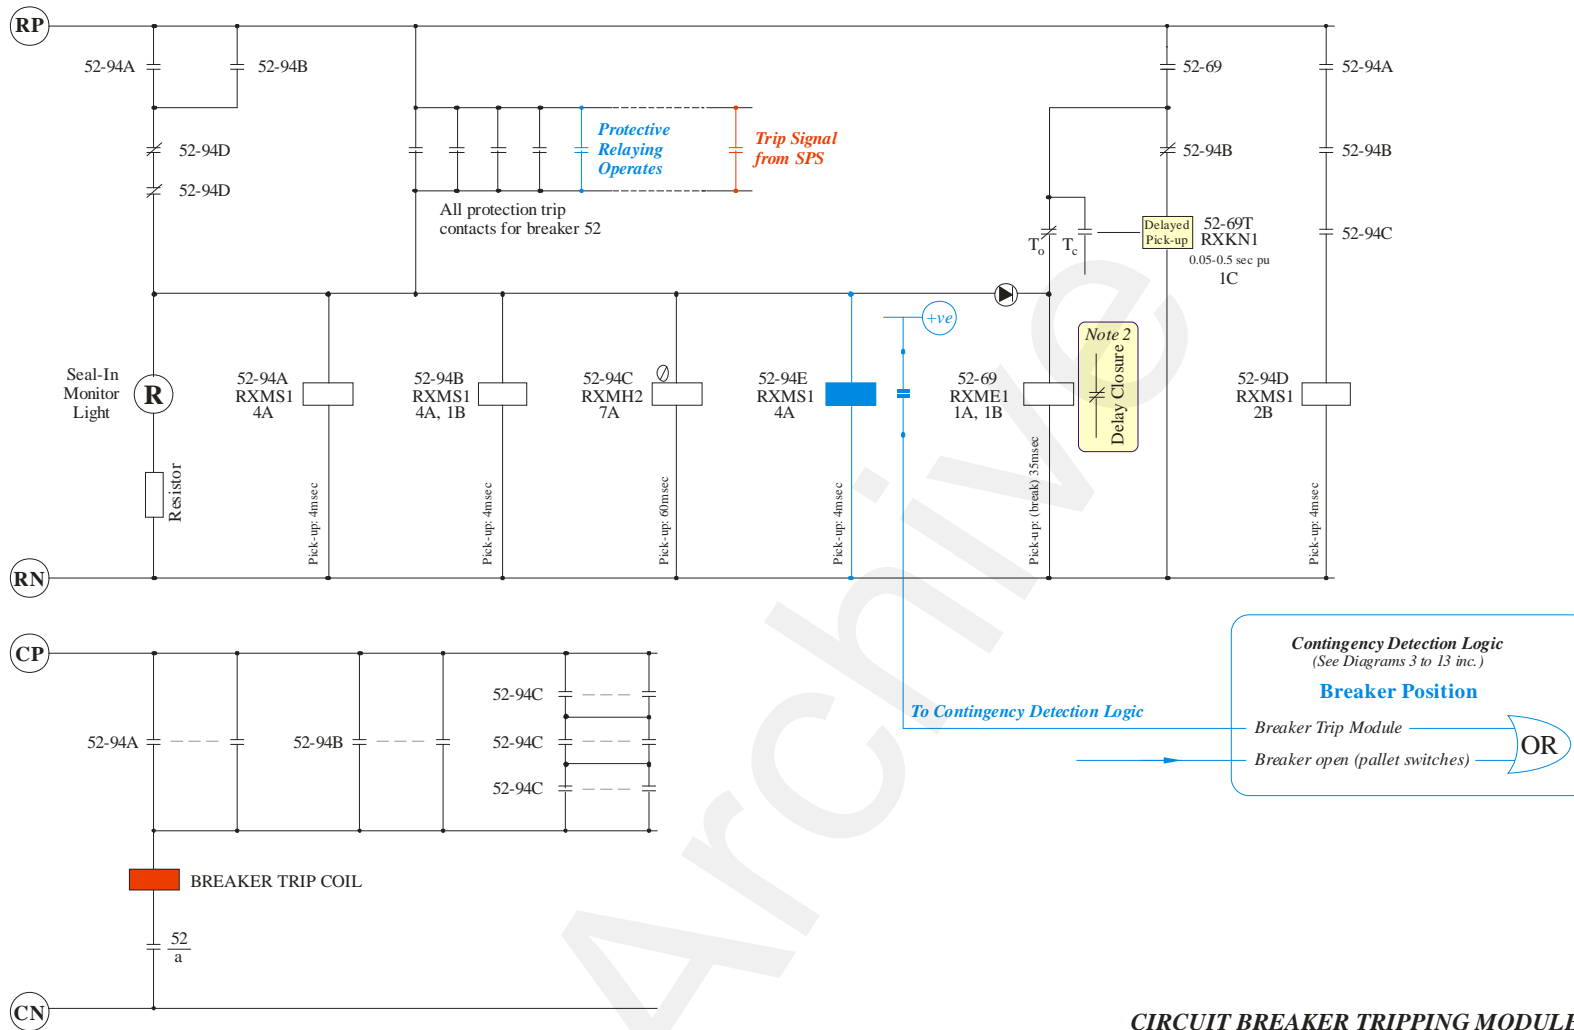 RP
52-94A
52-94B
52-94D
52-94D
Protective
Relaying
Operates
Trip Signal
from SPS
All protection trip
contacts for breaker 52
52-69
52-94B
To
Tc
Delayed
Pick-up
52-69T
RXKN1
0.05-0.5 sec pu
1C
52-94A
52-94B
52-94C
+ve
Seal-In
Monitor
Light
R
Resistor
52-94A
RXMS1
4A
Pick-up: 4msec
52-94B
RXMS1
4A, 1B
Pick-up: 4msec
52-94C
RXMH2
7A
Pick-up: 60msec
52-94E
RXMS1
4A
Pick-up: 4msec
52-69
RXME1
1A, 1B
Pick-up: (break) 35msec
Note 2
Delay Closure
52-94D
RXMS1
2B
Pick-up: 4msec
RN
CP
52-94A
52-94B
52-94C
52-94C
52-94C
BREAKER TRIP COIL
52
a
CN
To Contingency Detection Logic
Contingency Detection Logic
(See Diagrams 3 to 13 inc.)
Breaker Position
Breaker Trip Module
Breaker open (pallet switches)
OR
Archive
CIRCUIT BREAKER TRIPPING MODULE